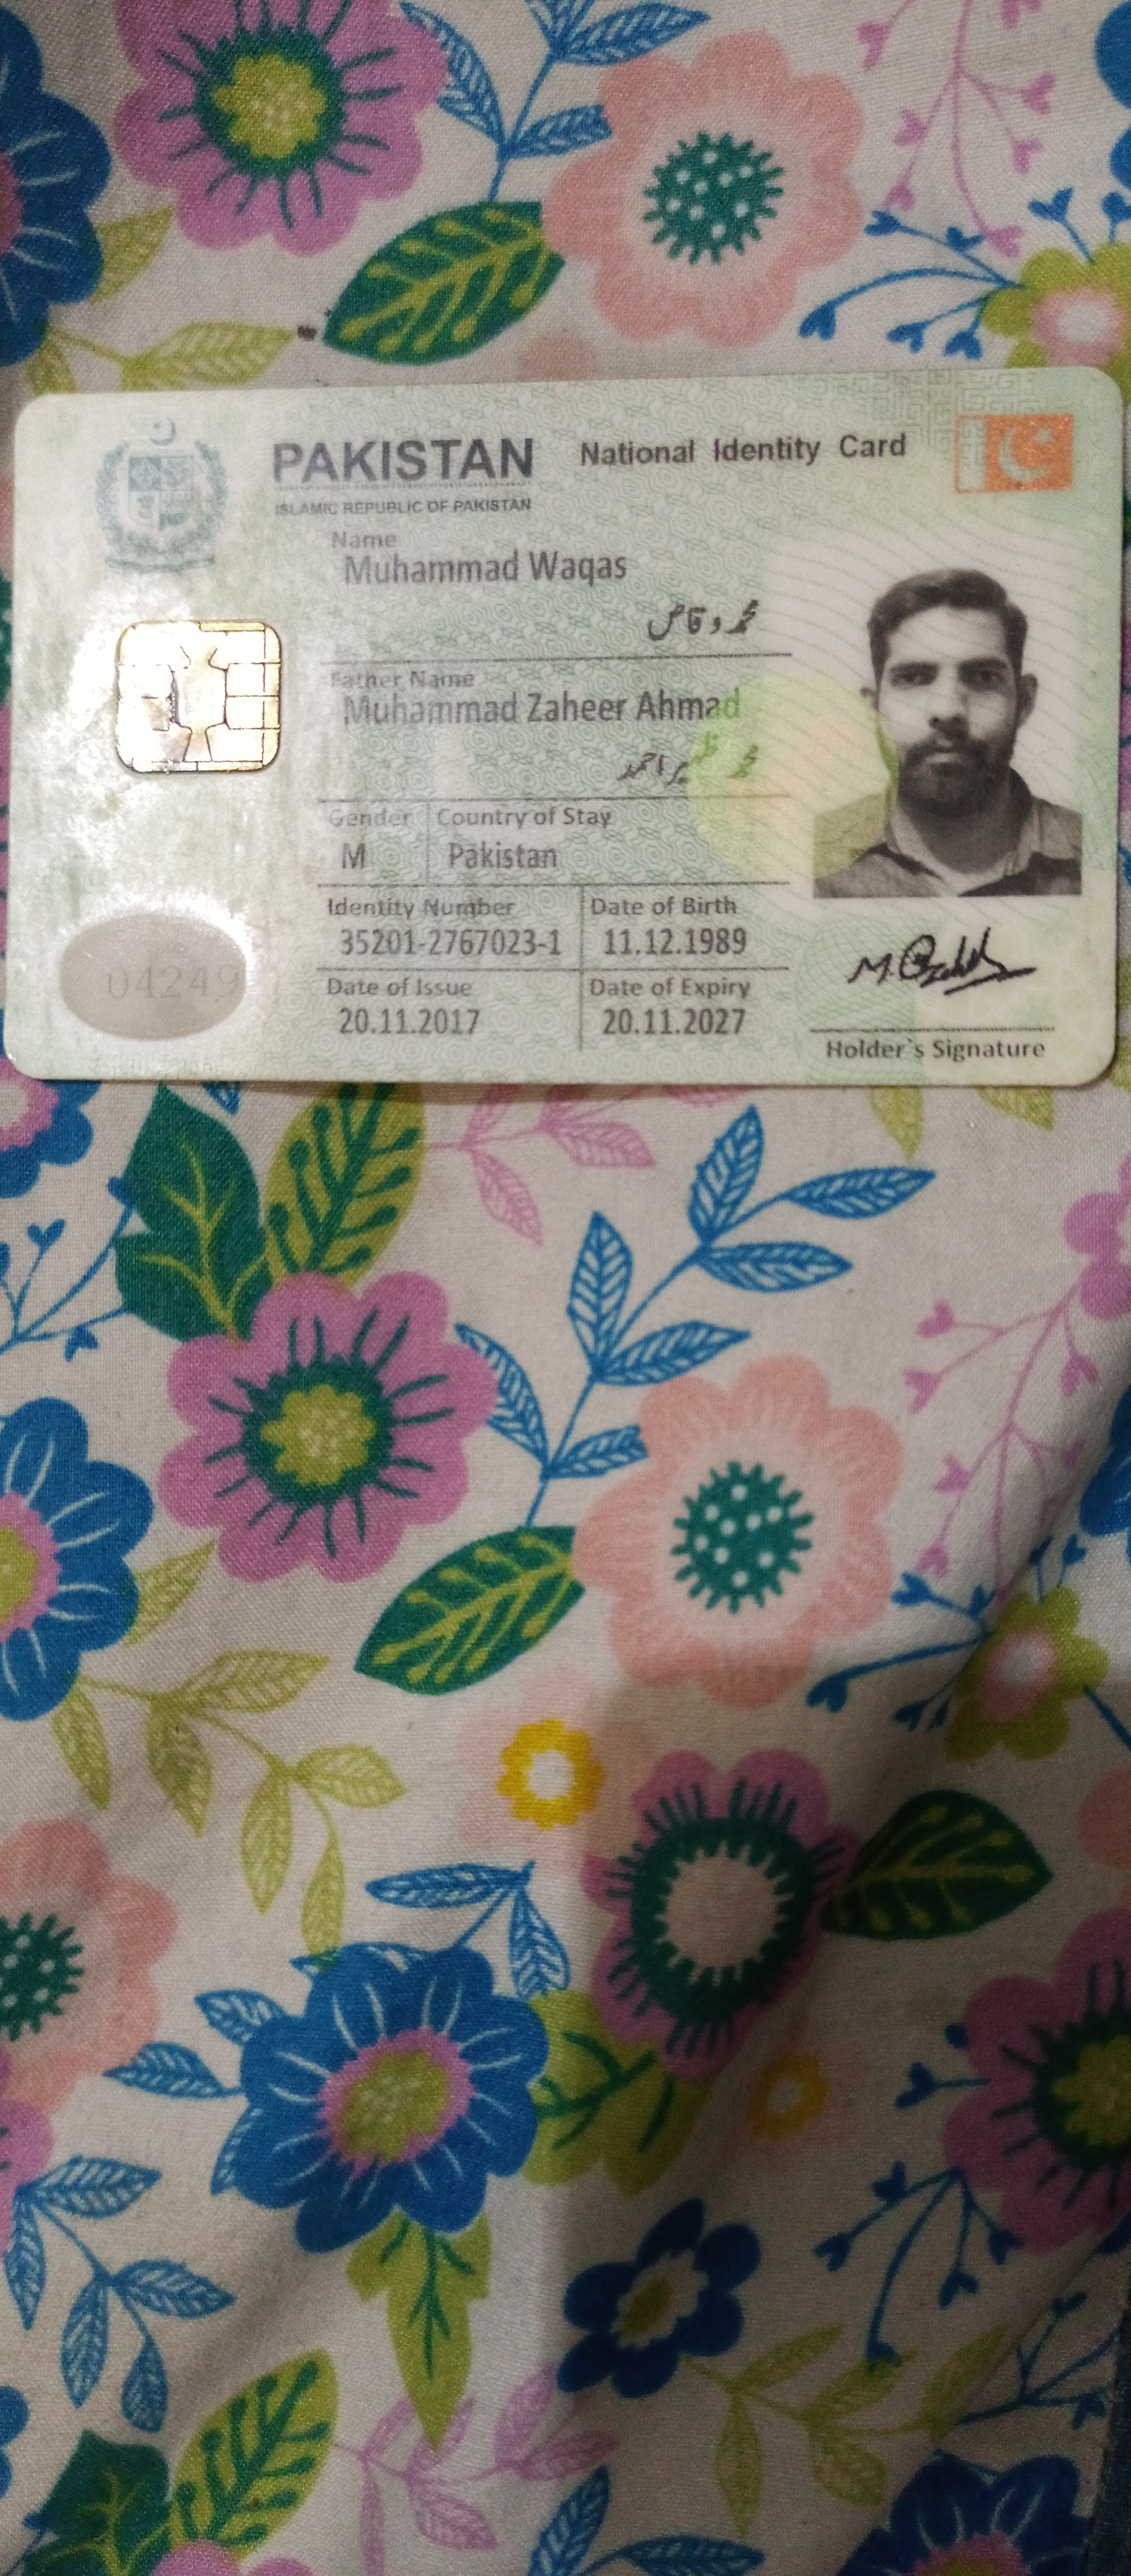 PAKISTAN National Identity Card
ISLAMIC REPUBLIC OF PAKISTAN
Name
Muhammad Waqas
محمد وقاص
Father Name
Muhammad Zaheer Ahmad
محمد ظہیر احمد
Gender Country of Stay
M Pakistan
Identity Number Date of Birth
35201-2767023-1 11.12.1989
Date of Issue Date of Expiry
20.11.2017 20.11.2027
04249
Holder`s Signature